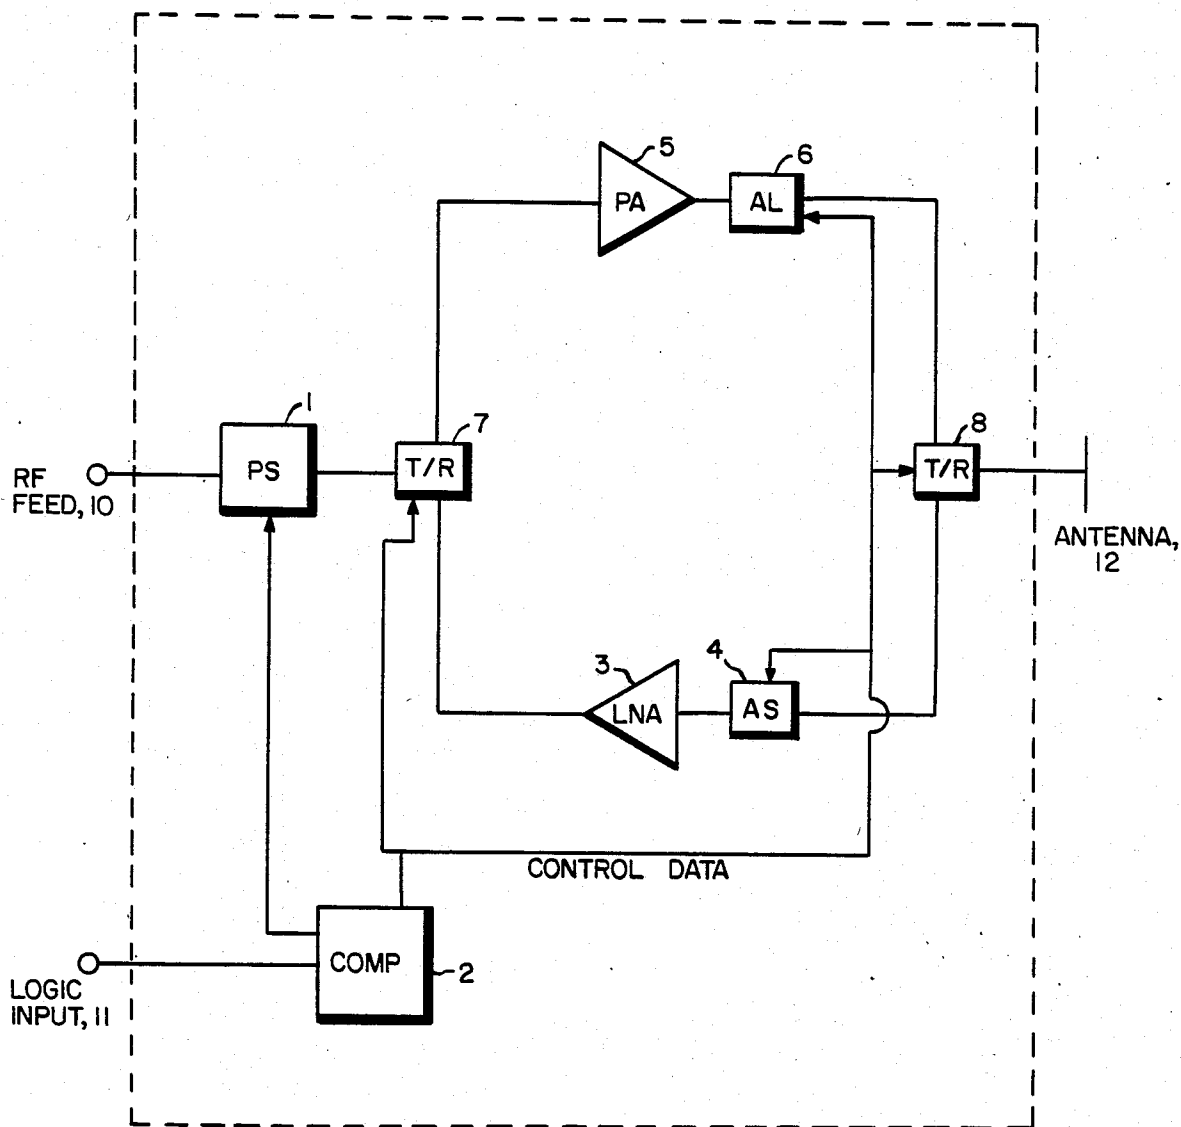 5
6
PA
AL
1
7
8
PS
T/R
T/R
RF
FEED, 10
ANTENNA,
12
3
4
LNA
AS
CONTROL DATA
COMP
2
LOGIC
INPUT, 11